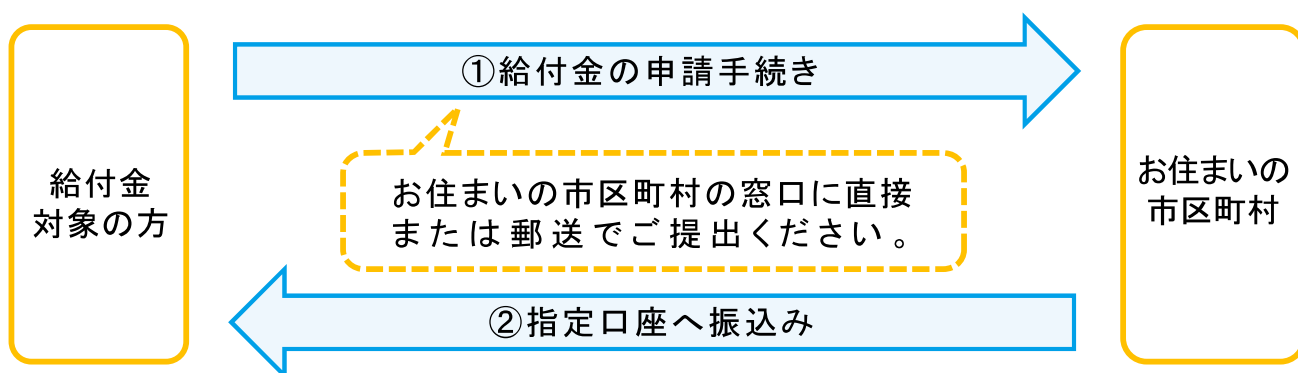 ①給付金の申請手続き
給付金
対象の方
お住まいの市区町村の窓口に直接
または郵送でご提出ください。
お住まいの
市区町村
②指定口座へ振込み